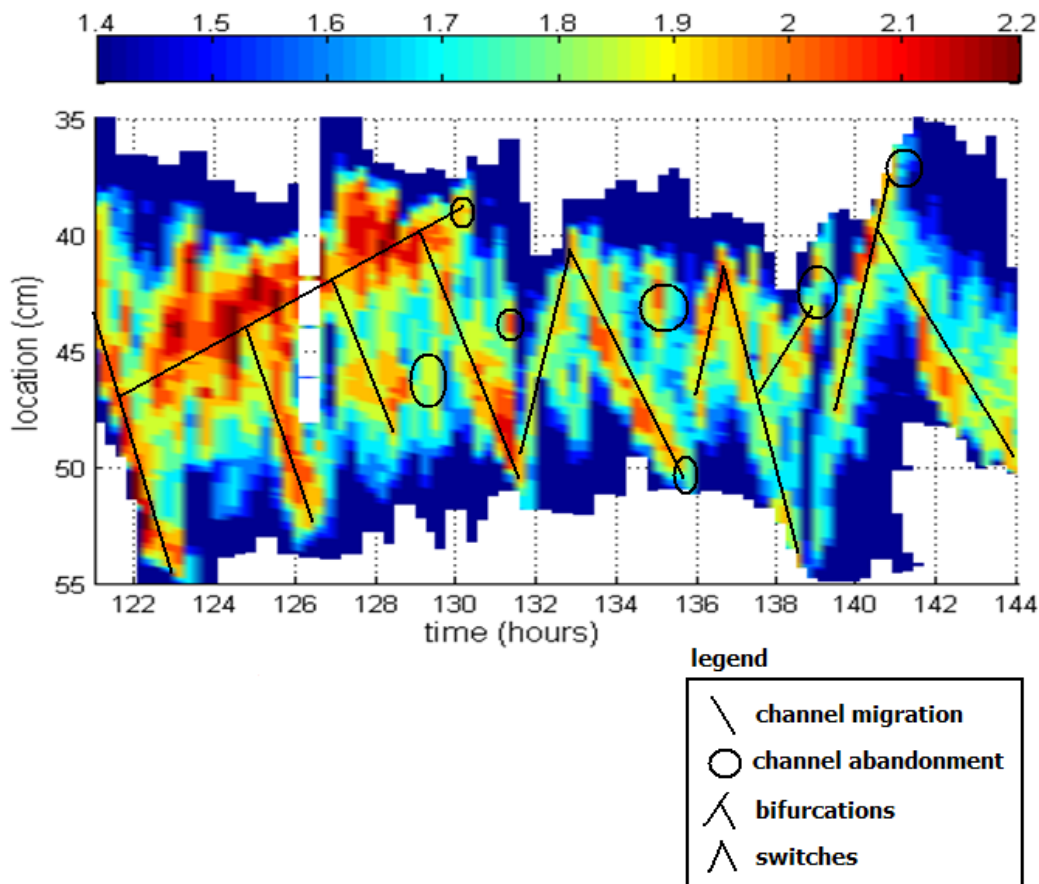 1.4 1.5 1.6 1.7 1.8 1.9 2 2.1 2.2
35
40
45
50
55
location (cm)
122 124 126 128 130 132 134 136 138 140 142 144
time (hours)
legend
channel migration
channel abandonment
bifurcations
switches